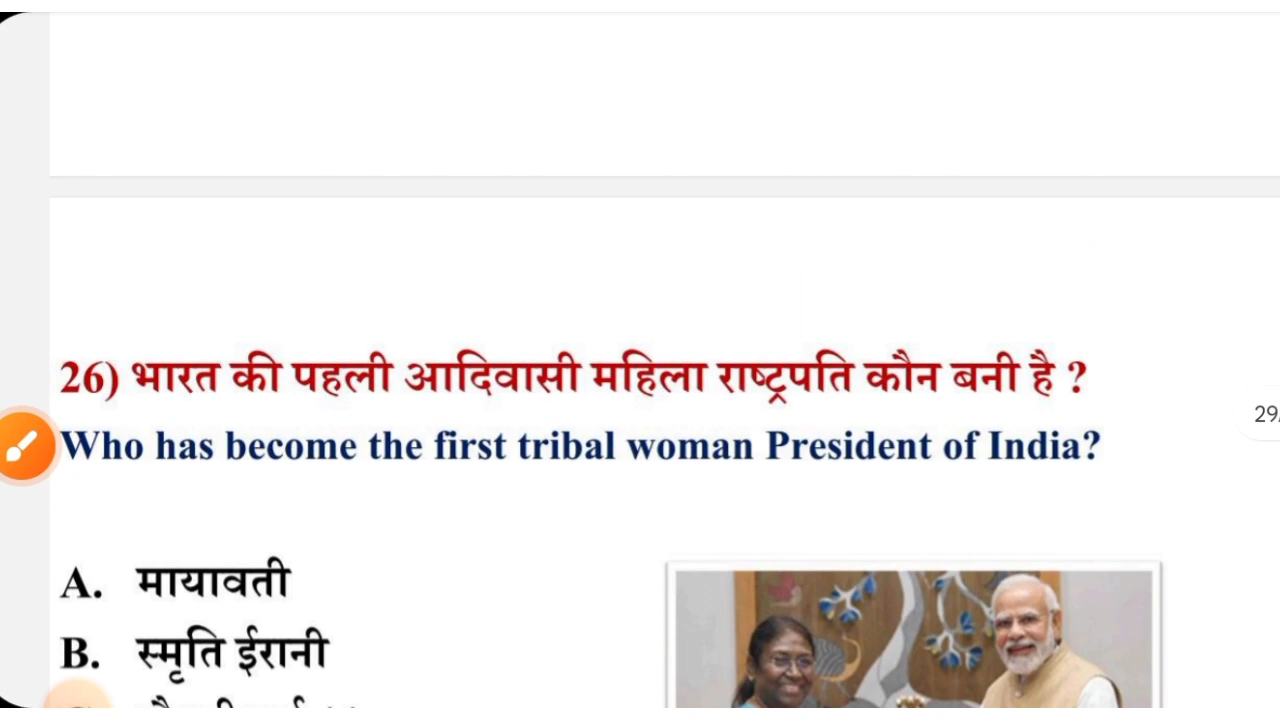 26) भारत की पहली आदिवासी महिला राष्ट्रपति कौन बनी है ?
29/
Who has become the first tribal woman President of India?
A. मायावती
B. स्मृति ईरानी